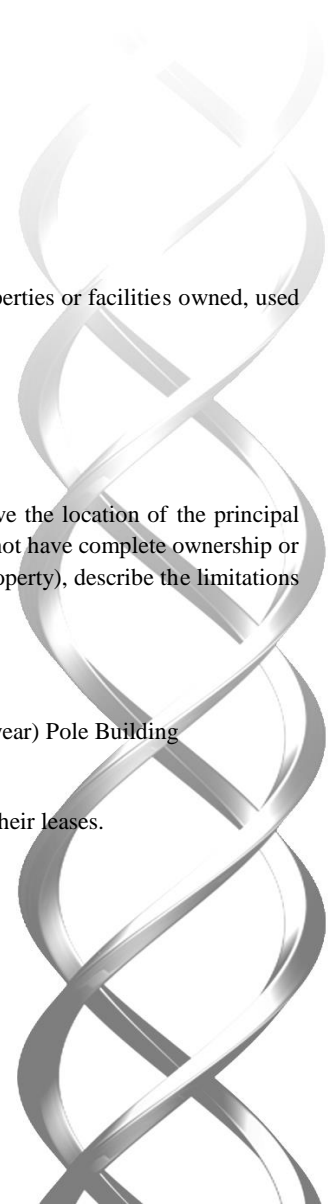 perties or facilities owned, used
ve the location of the principal
not have complete ownership or
operty), describe the limitations
year) Pole Building
heir leases.